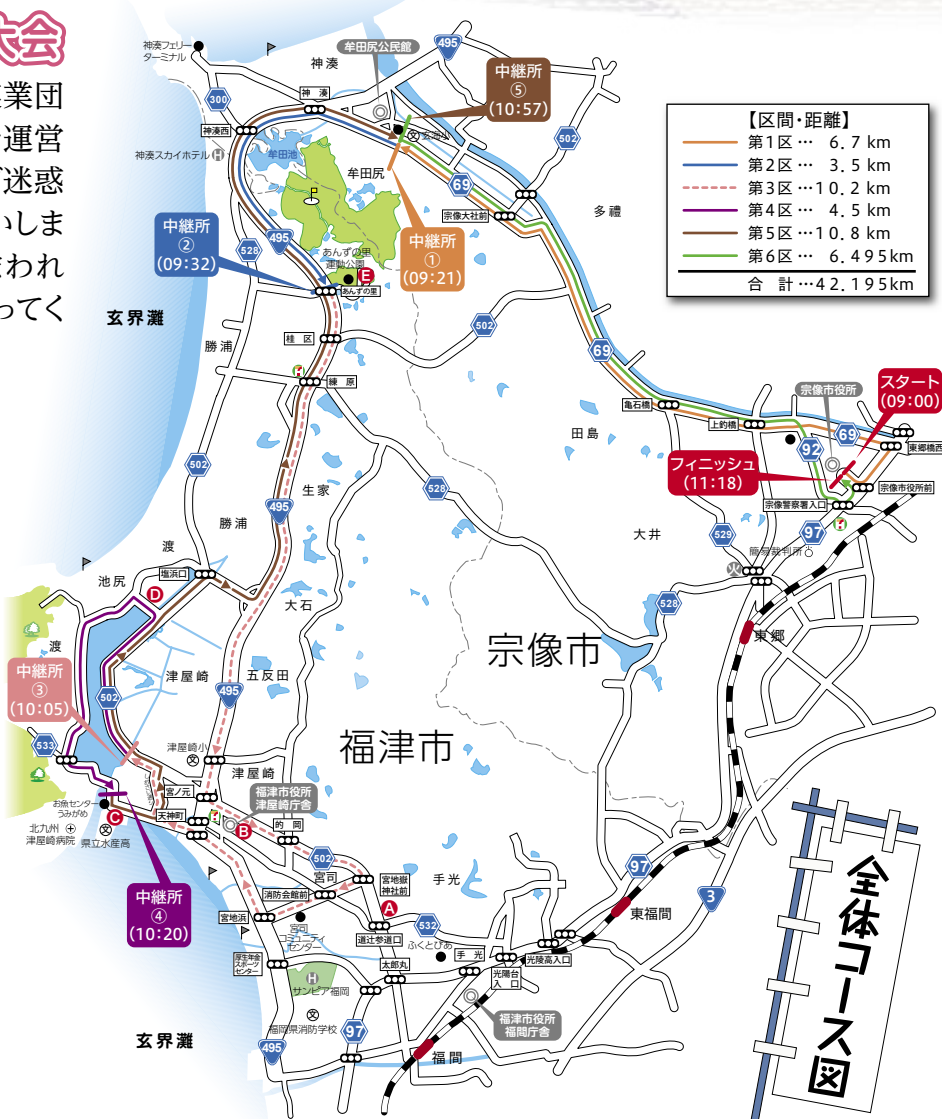 大会
業団
運営
ご迷惑
いしま
われ
ってく
【区間・距離】
第1区… 6.7 km
第2区… 3.5 km
第3区…10.2 km
第4区… 4.5 km
第5区…10.8 km
第6区… 6.495km
合 計…42.195km
神湊フェリー
ターミナル
神湊
牟田尻公民館
495
中継所
⑤
(10:57)
300
神湊
神湊西
玄海小
502
神湊スカイホテル
H
牟田池
牟田尻
69
宗像大社前
多禮
中継所
②
(09:32)
495
528
中継所
①
(09:21)
あんずの里
運動公園
E
あんずの里
玄界灘
勝浦
桂区
502
69
練原
スタート
(09:00)
宗像市役所
亀石橋
上釣橋
69
92
東郷橋西
田島
フィニッシュ
(11:18)
宗像市役所前
宗像警察署入口
97
502
528
生家
495
勝浦
大井
529
簡易裁判所
火
渡
塩浜口
池尻
D
大石
528
東郷
宗像市
渡
中継所
③
(10:05)
502
津屋崎
495
五反田
福津市
533
津屋崎小
文
津屋崎
お魚センター
うみがめ
宮ノ元
福津市役所
津屋崎庁舎
北九州
津屋崎病院
C
文
県立水産高
天神町
B
的岡
502
97
3
中継所
④
(10:20)
宮司
宮地嶽
神社前
手光
消防会館前
A
532
東福間
宮地浜
宮司
コミュニティ
センター
道辻参道口
ふくとぴあ
手光
光陵高入口
厚生年金
スポーツ
センター
太郎丸
光陽台
入口
H
サンピア福岡
文
福岡県消防学校
97
福津市役所
福間庁舎
玄界灘
495
福間
全体コース図